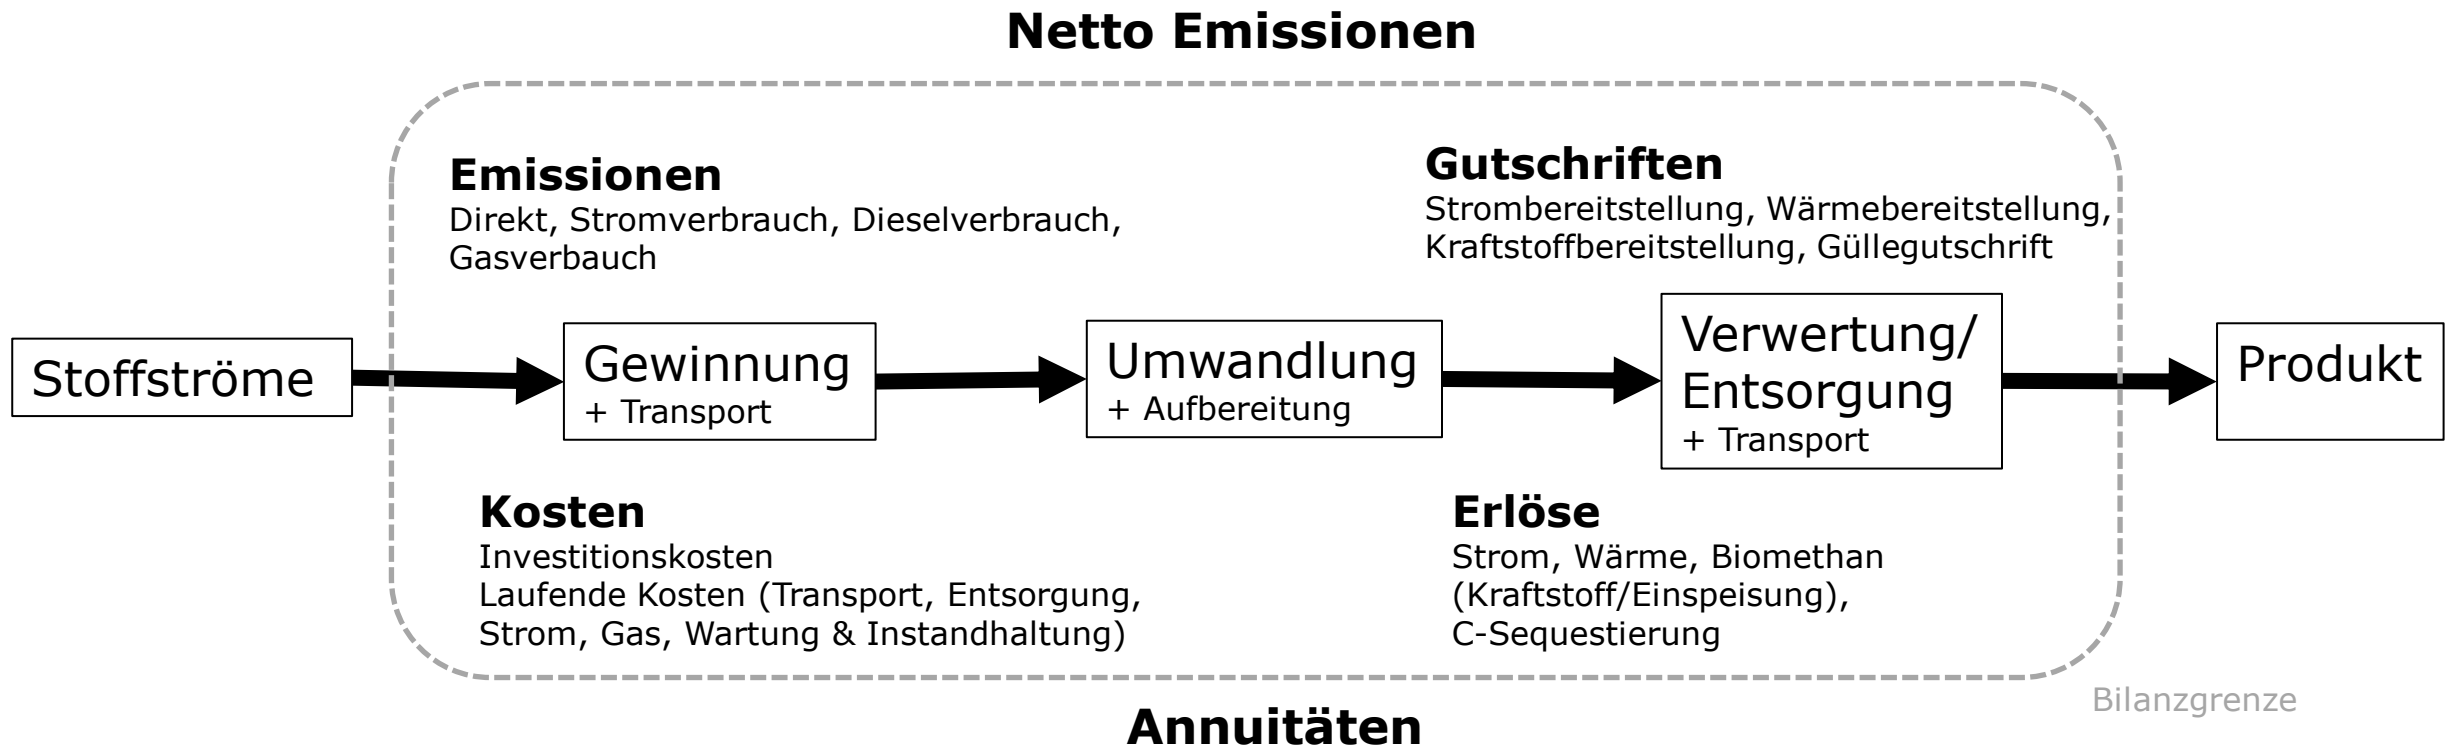 Netto Emissionen
Emissionen
Direkt, Stromverbrauch, Dieselverbrauch,
Gasverbauch
Gutschriften
Strombereitstellung, Wärmebereitstellung,
Kraftstoffbereitstellung, Güllegutschrift
Stoffströme
Gewinnung
+ Transport
Umwandlung
+ Aufbereitung
Verwertung/
Entsorgung
+ Transport
Produkt
Kosten
Investitionskosten
Laufende Kosten (Transport, Entsorgung,
Strom, Gas, Wartung & Instandhaltung)
Erlöse
Strom, Wärme, Biomethan
(Kraftstoff/Einspeisung),
C-Sequestierung
Bilanzgrenze
Annuitäten